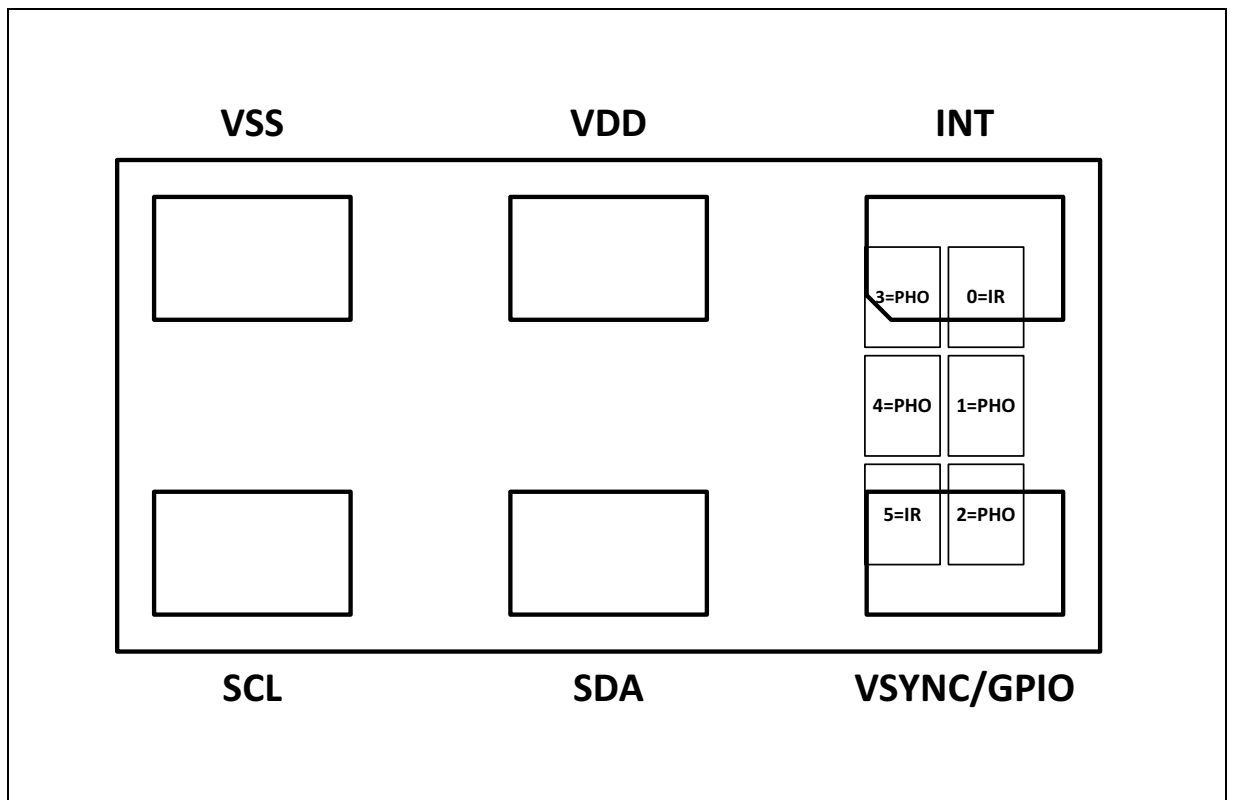 VSS VDD INT
3=PHO 0=IR
4=PHO 1=PHO
5=IR 2=PHO
SCL SDA VSYNC/GPIO